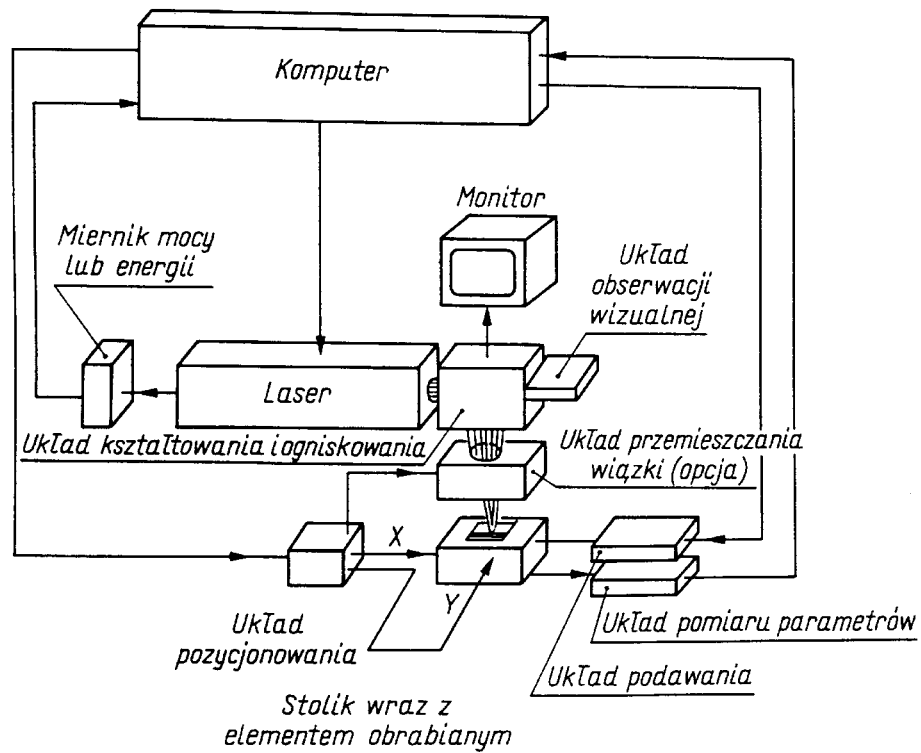 Komputer
Monitor
Miernik mocy
lub energii
Układ
obserwacji
wizualnej
Laser
Układ kształtowania i ogniskowania
Układ przemieszczania
wiązki (opcja)
X
Y
Układ
pozycjonowania
Układ pomiaru parametrów
Układ podawania
Stolik wraz z
elementem obrabianym